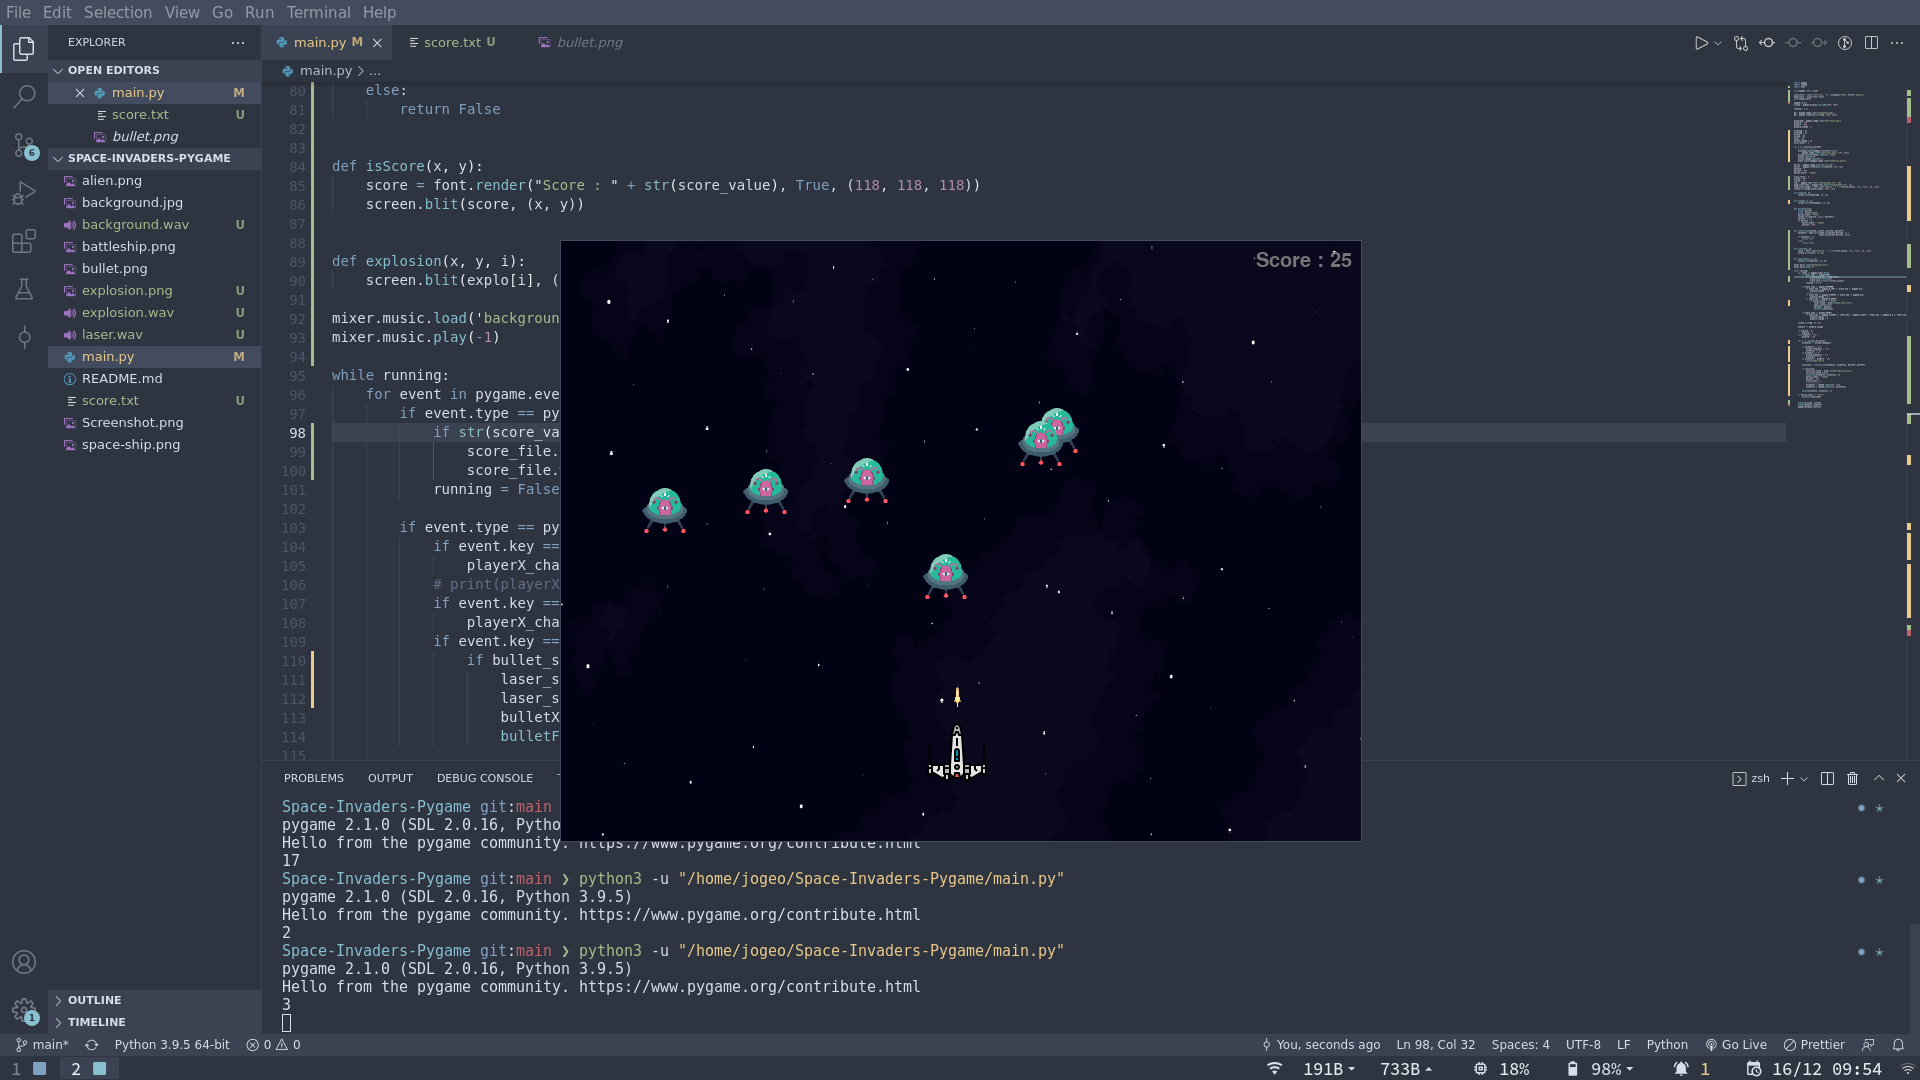 File Edit Selection View Go Run Terminal Help
EXPLORER
OPEN EDITORS
main.py M
score.txt U
bullet.png
SPACE-INVADERS-PYGAME
alien.png
background.jpg
background.wav U
battleship.png
bullet.png
explosion.png U
explosion.wav U
laser.wav U
main.py M
README.md
score.txt U
Screenshot.png
space-ship.png
OUTLINE
TIMELINE
6
1
main.py M
score.txt U
bullet.png
main.py > ...
80 else:
81 return False
82
83
84 def isScore(x, y):
85 score = font.render("Score : " + str(score_value), True, (118, 118, 118))
86 screen.blit(score, (x, y))
87
88
89 def explosion(x, y, i):
90 screen.blit(explo[i], (
91
92 mixer.music.load('backgroun
93 mixer.music.play(-1)
94
95 while running:
96 for event in pygame.eve
97 if event.type == py
98 if str(score_va
99 score_file.
100 score_file.
101 running = False
102
103 if event.type == py
104 if event.key ==
105 playerX_cha
106 # print(playerX
107 if event.key ==
108 playerX_cha
109 if event.key ==
110 if bullet_s
111 laser_s
112 laser_s
113 bulletX
114 bulletF
115
Score : 25
PROBLEMS OUTPUT DEBUG CONSOLE
zsh
Space-Invaders-Pygame git:main
pygame 2.1.0 (SDL 2.0.16, Pytho
Hello from the pygame community. https://www.pygame.org/contribute.html
17
Space-Invaders-Pygame git:main ❯ python3 -u "/home/jogeo/Space-Invaders-Pygame/main.py"
pygame 2.1.0 (SDL 2.0.16, Python 3.9.5)
Hello from the pygame community. https://www.pygame.org/contribute.html
2
Space-Invaders-Pygame git:main ❯ python3 -u "/home/jogeo/Space-Invaders-Pygame/main.py"
pygame 2.1.0 (SDL 2.0.16, Python 3.9.5)
Hello from the pygame community. https://www.pygame.org/contribute.html
3
main* Python 3.9.5 64-bit 0 0 You, seconds ago Ln 98, Col 32 Spaces: 4 UTF-8 LF Python Go Live Prettier
1 2 191B 733B 18% 98% 1 16/12 09:54